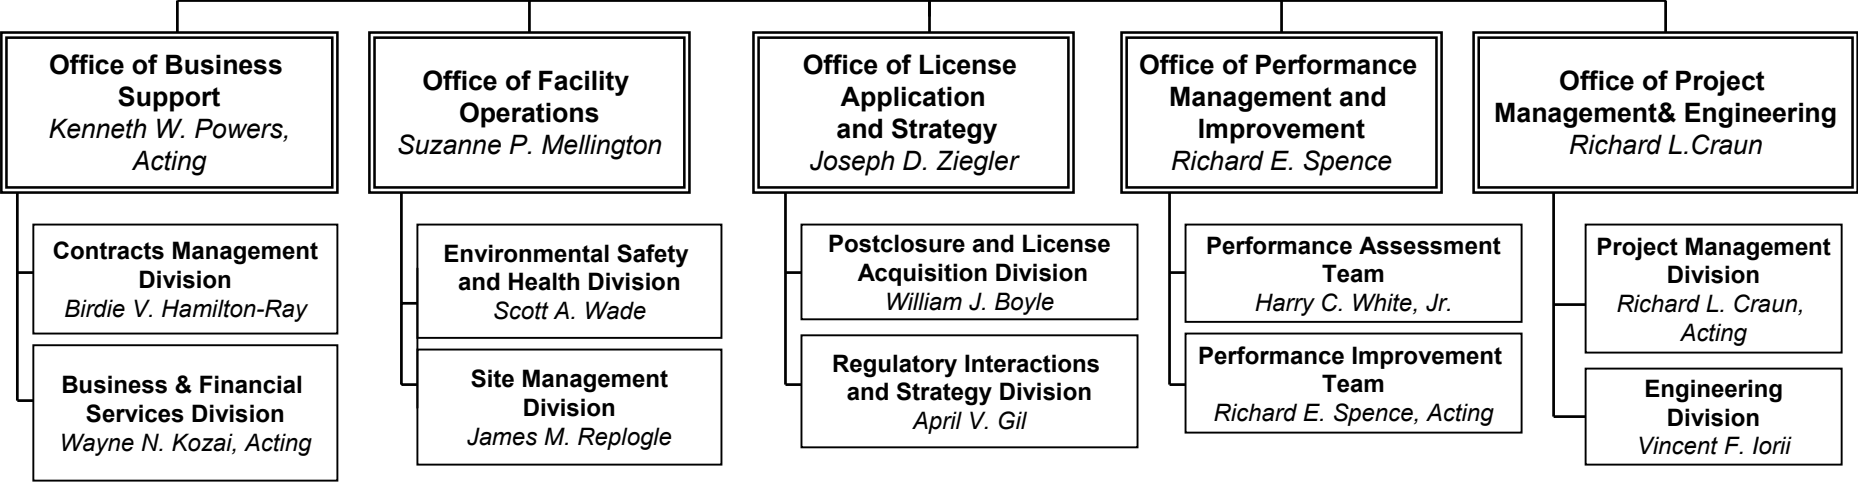 Office of Business
Support
Kenneth W. Powers,
Acting
Contracts Management
Division
Birdie V. Hamilton-Ray
Business & Financial
Services Division
Wayne N. Kozai, Acting
Office of Facility
Operations
Suzanne P. Mellington
Environmental Safety
and Health Division
Scott A. Wade
Site Management
Division
James M. Replogle
Office of License
Application
and Strategy
Joseph D. Ziegler
Postclosure and License
Acquisition Division
William J. Boyle
Regulatory Interactions
and Strategy Division
April V. Gil
Office of Performance
Management and
Improvement
Richard E. Spence
Performance Assessment
Team
Harry C. White, Jr.
Performance Improvement
Team
Richard E. Spence, Acting
Office of Project
Management& Engineering
Richard L.Craun
Project Management
Division
Richard L. Craun,
Acting
Engineering
Division
Vincent F. Iorii